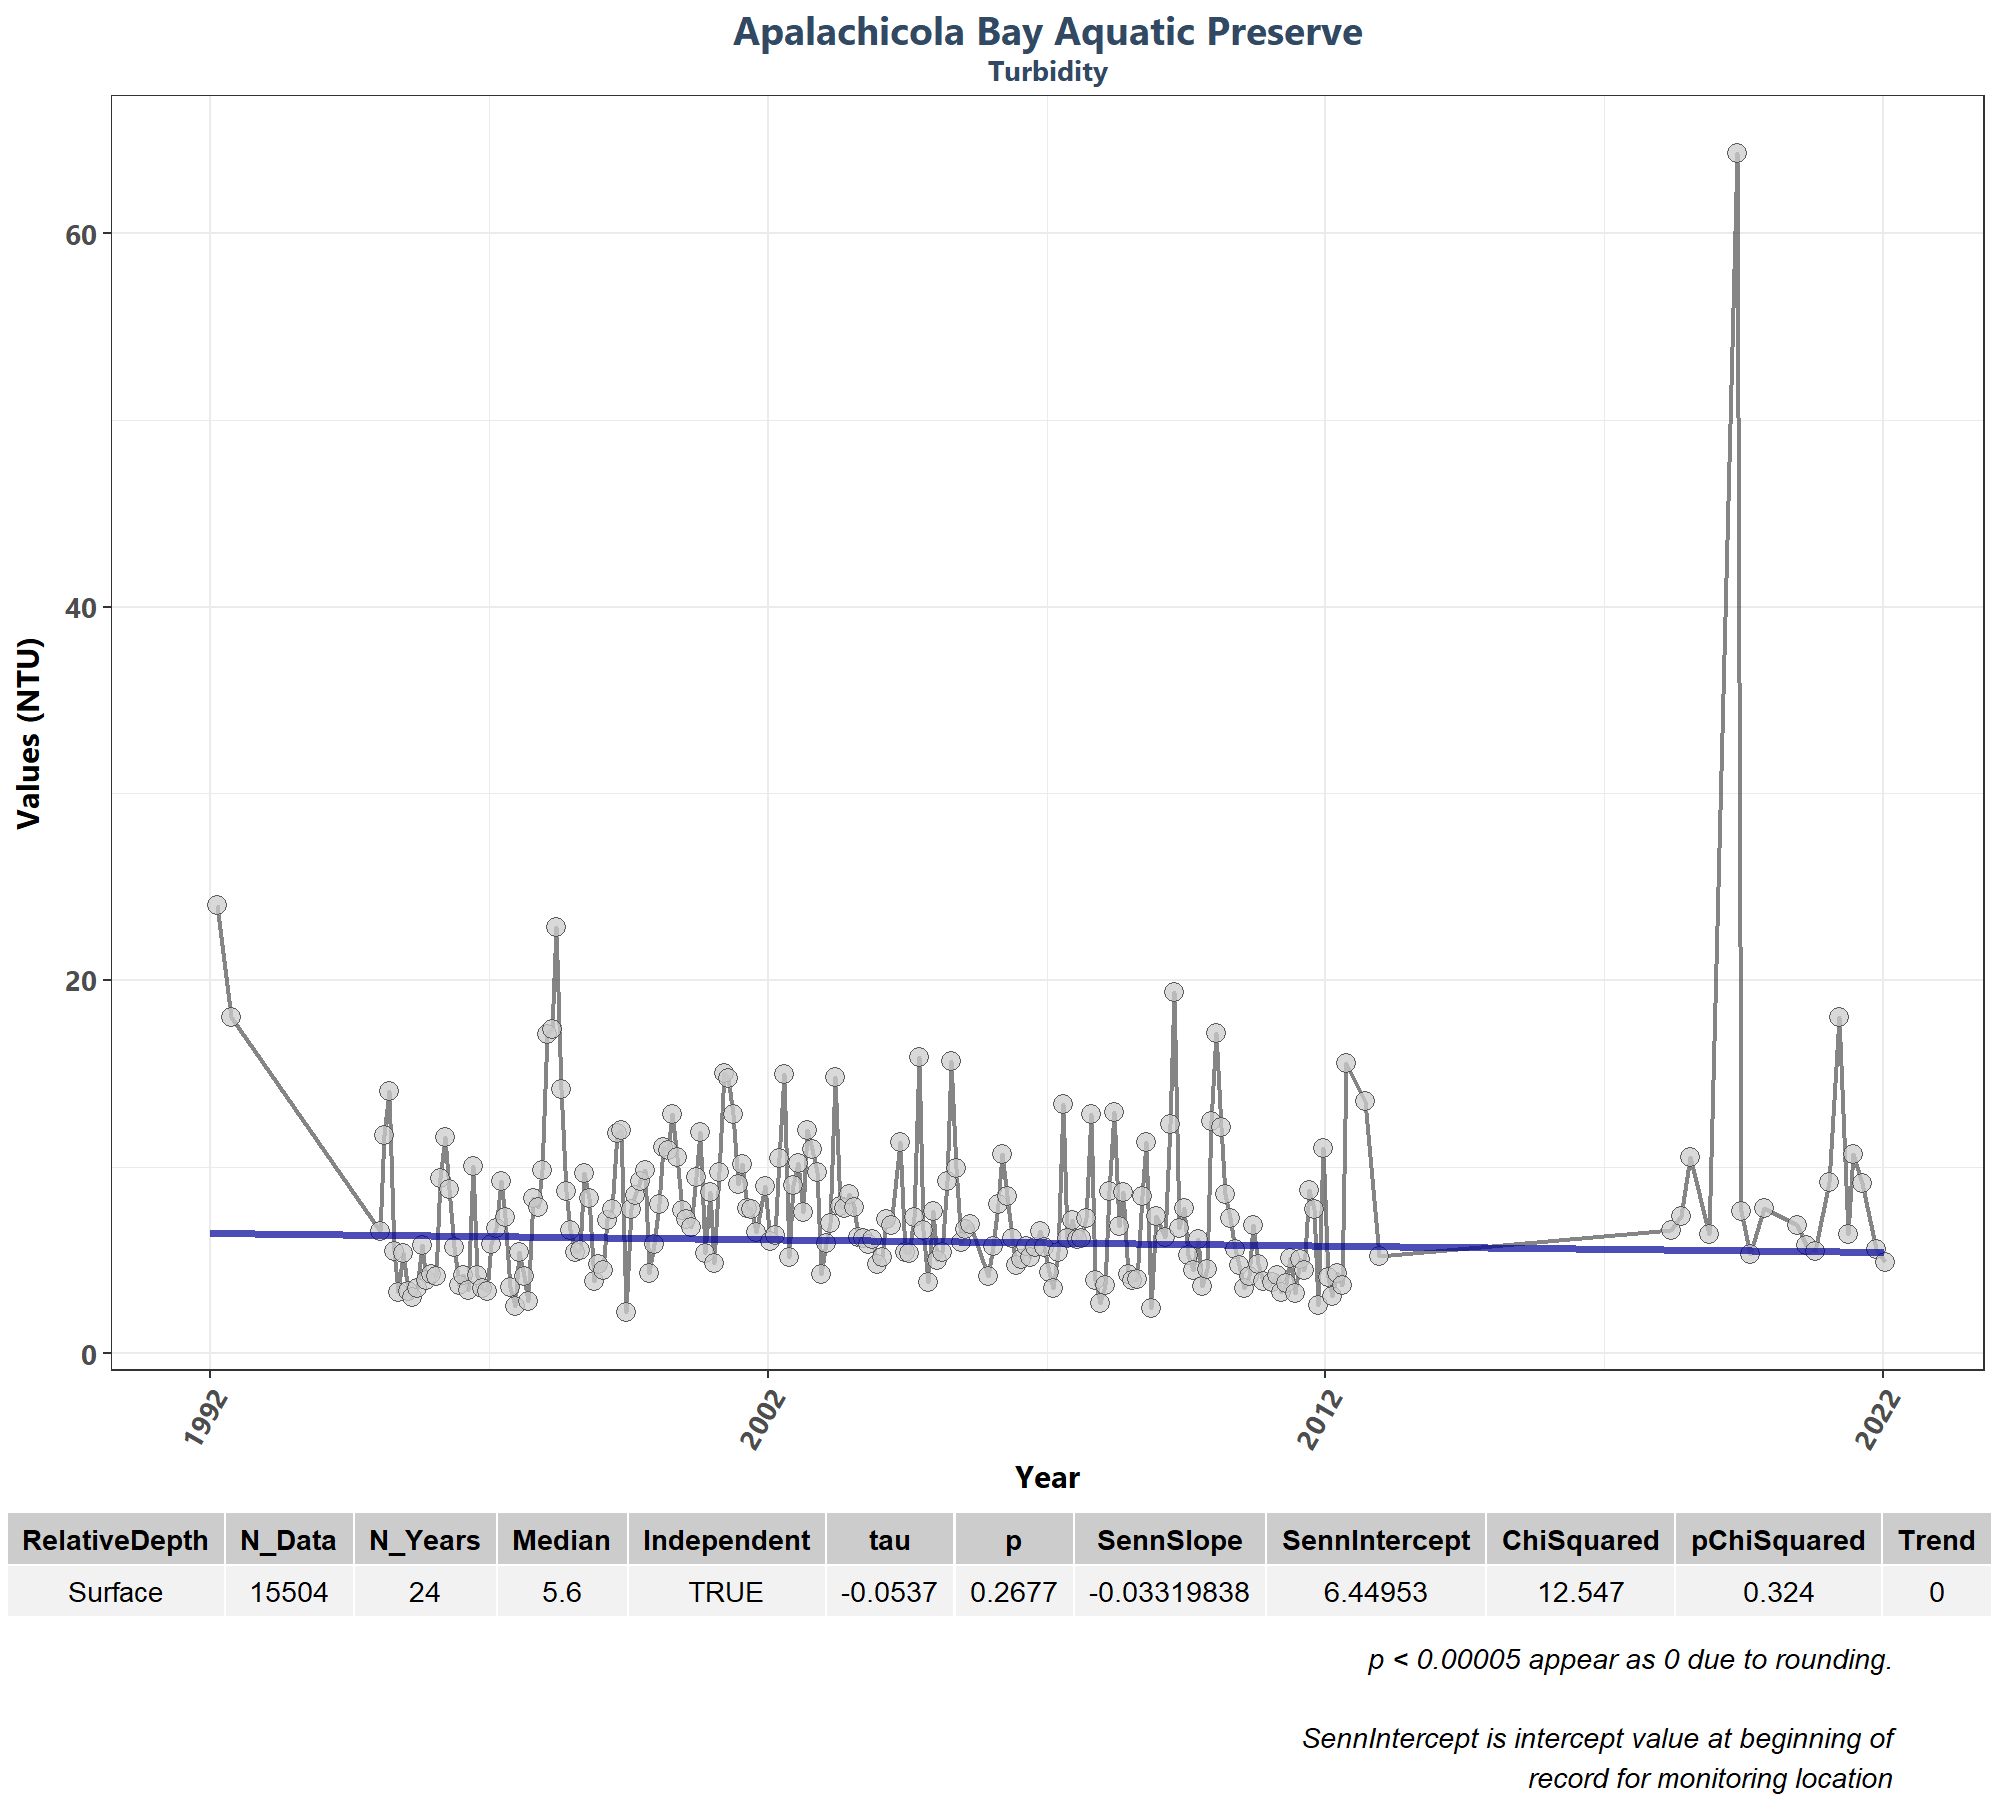 Apalachicola Bay Aquatic Preserve
Turbidity
60
40
20
0
Values (NTU)
1992 2002 2012 2022
Year
RelativeDepth N_Data N_Years Median Independent tau p SennSlope SennIntercept ChiSquared pChiSquared Trend
Surface 15504 24 5.6 TRUE -0.0537 0.2677 -0.03319838 6.44953 12.547 0.324 0
p < 0.00005 appear as 0 due to rounding.
SennIntercept is intercept value at beginning of
record for monitoring location